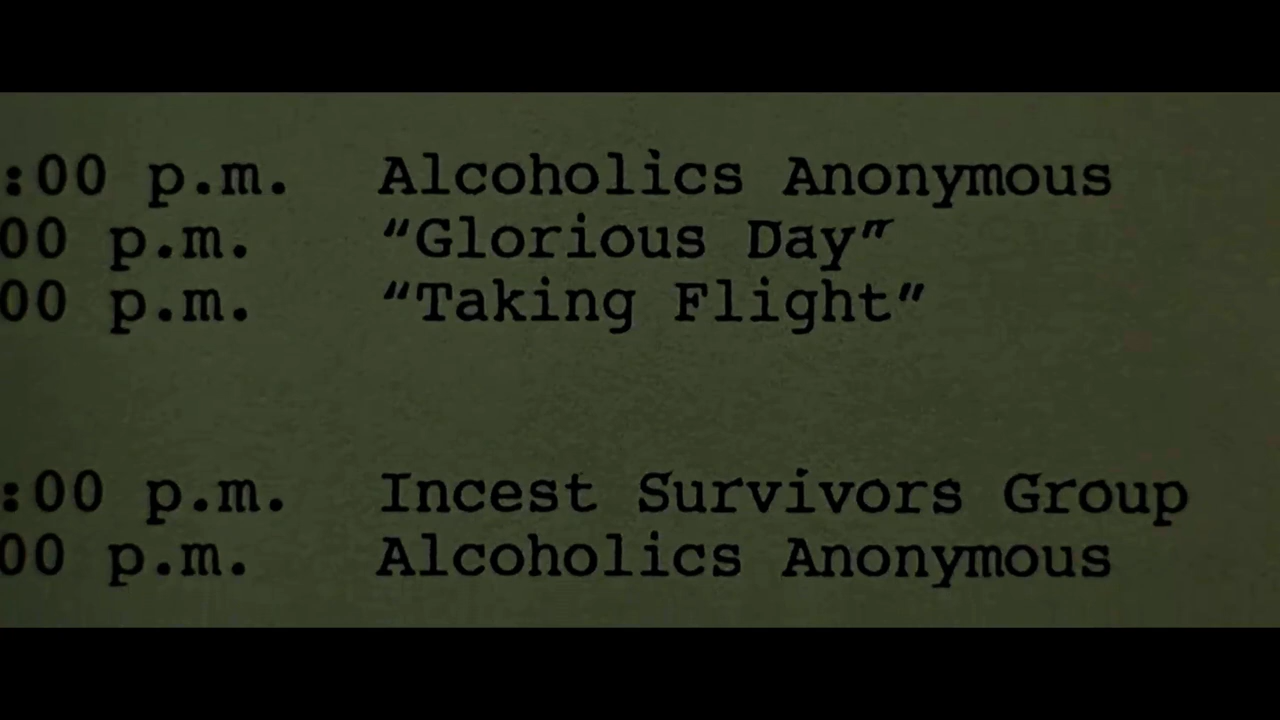 :00 p.m. Alcoholics Anonymous
00 p.m. “Glorious Day”
00 p.m. “Taking Flight”
:00 p.m. Incest Survivors Group
00 p.m. Alcoholics Anonymous